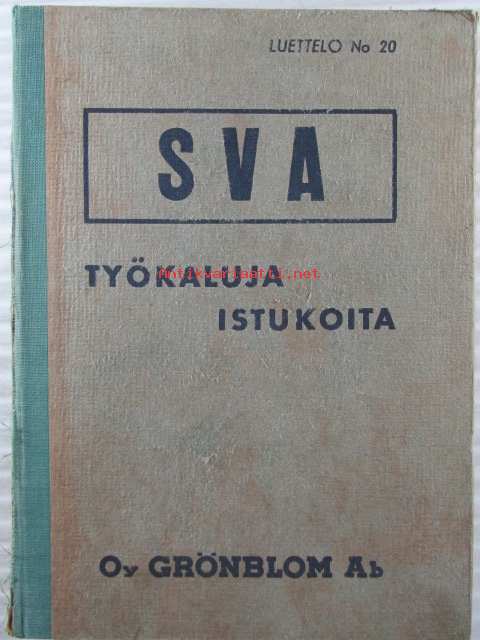 LUETTELO No 20
SVA
TYÖKALUJA
Antikvariaatti.net
ISTUKOITA
Oy GRÖNBLOM Ab